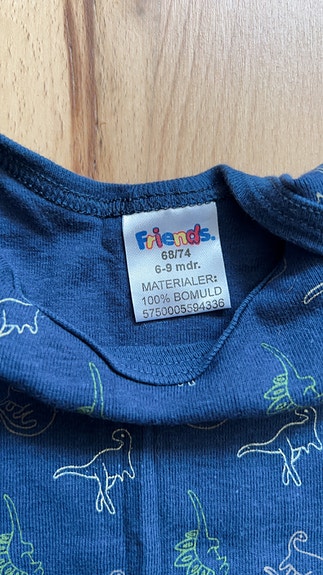 Friends.
68/74
6-9 mdr.
MATERIALER:
100% BOMULD
5750005594336